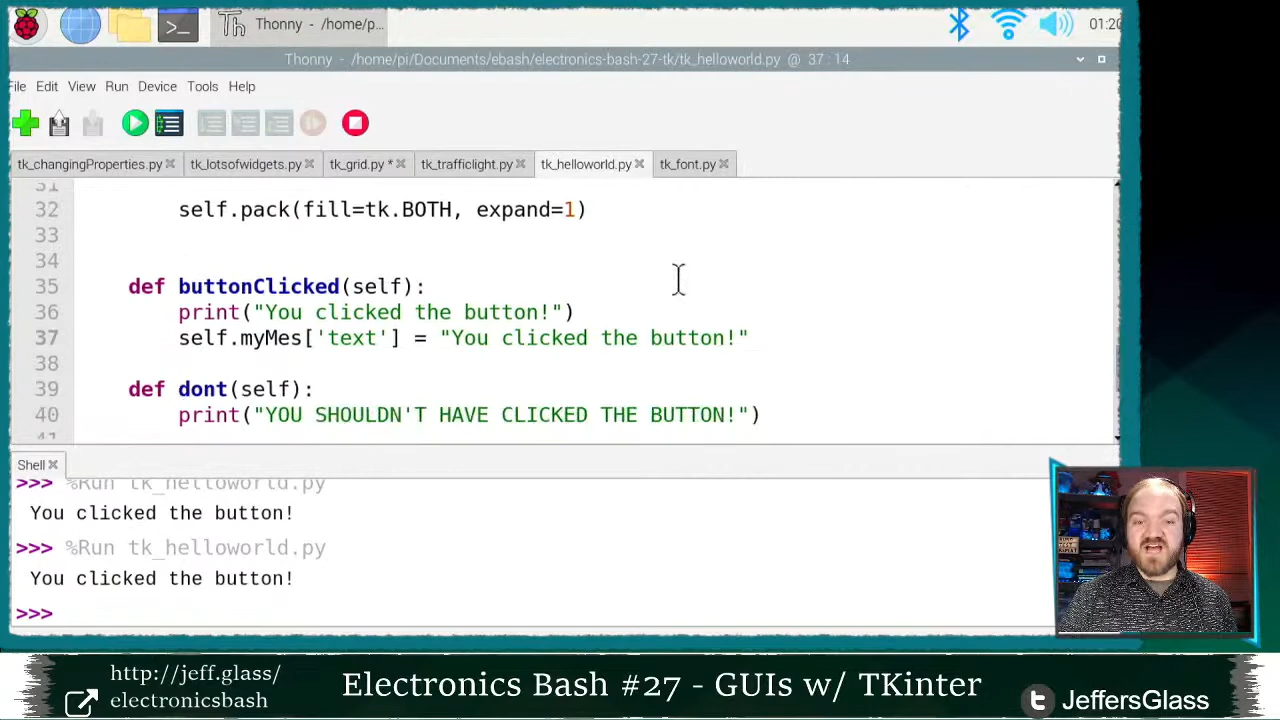 Thonny - /home/p...
01:20
Thonny - /home/pi/Documents/ebash/electronics-bash-27-tk/tk_helloworld.py @ 37 : 14
File Edit View Run Device Tools Help
tk_changingProperties.py tk_lotsofwidgets.py tk_grid.py * tk_trafficlight.py tk_helloworld.py tk_font.py
31
32 self.pack(fill=tk.BOTH, expand=1)
33
34
35 def buttonClicked(self):
36 print("You clicked the button!")
37 self.myMes['text'] = "You clicked the button!"
38
39 def dont(self):
40 print("YOU SHOULDN'T HAVE CLICKED THE BUTTON!")
41
Shell
>>> %Run tk_helloworld.py
You clicked the button!
>>> %Run tk_helloworld.py
You clicked the button!
>>>
http://jeff.glass/
electronicsbash
Electronics Bash #27 - GUIs w/ TKinter
JeffersGlass